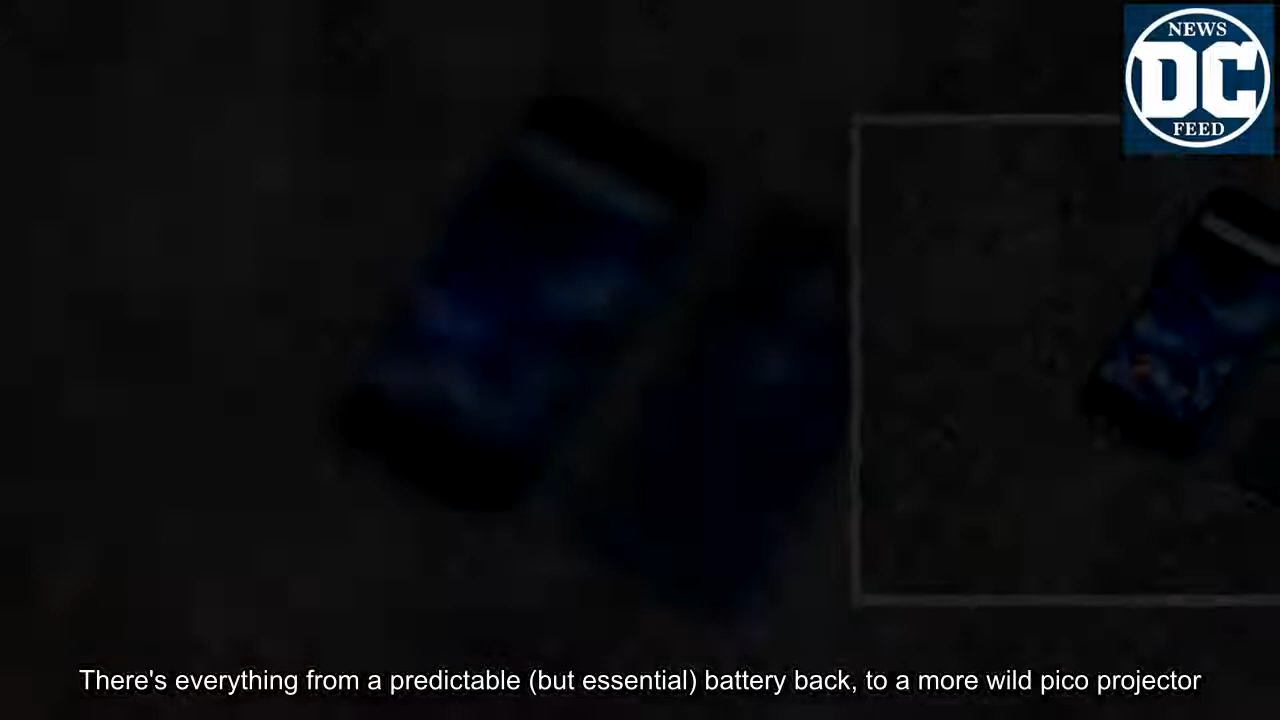 NEWS
DC
FEED
There's everything from a predictable (but essential) battery back, to a more wild pico projector